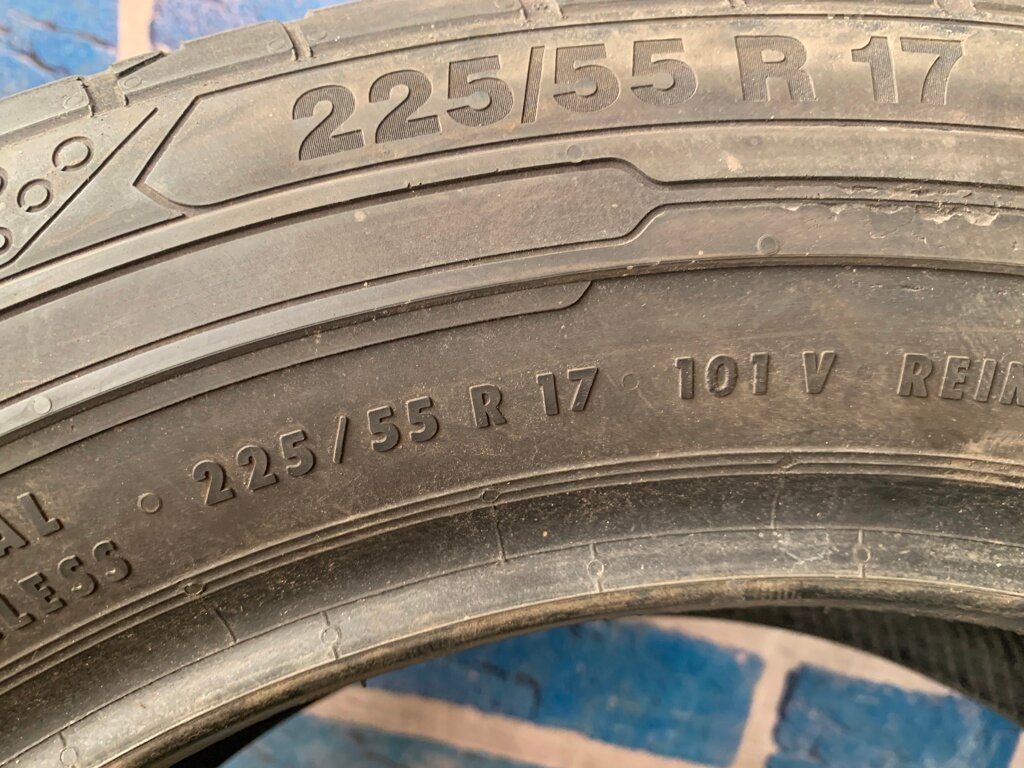 225/55 R 17
225/55 R 17 101 V REIN
AL
LESS